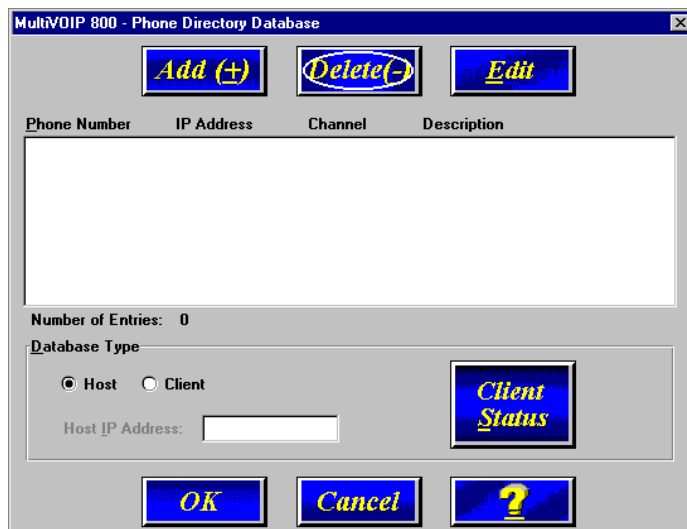 MultiVOIP 800 - Phone Directory Database
Add (+) Delete(-) Edit
Phone Number IP Address Channel Description
Number of Entries: 0
Database Type
Host Client
Host IP Address:
Client
Status
OK Cancel ?